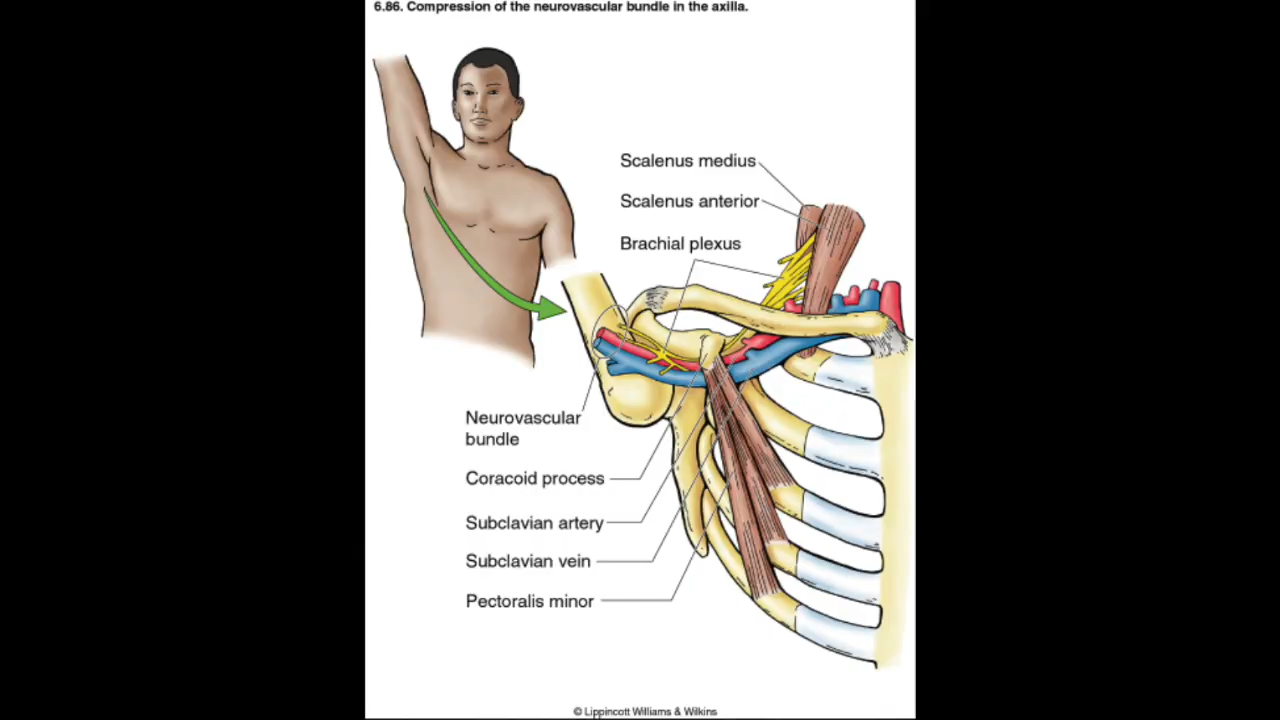 6.86. Compression of the neurovascular bundle in the axilla.
Scalenus medius
Scalenus anterior
Brachial plexus
Neurovascular
bundle
Coracoid process
Subclavian artery
Subclavian vein
Pectoralis minor
© Lippincott Williams & Wilkins